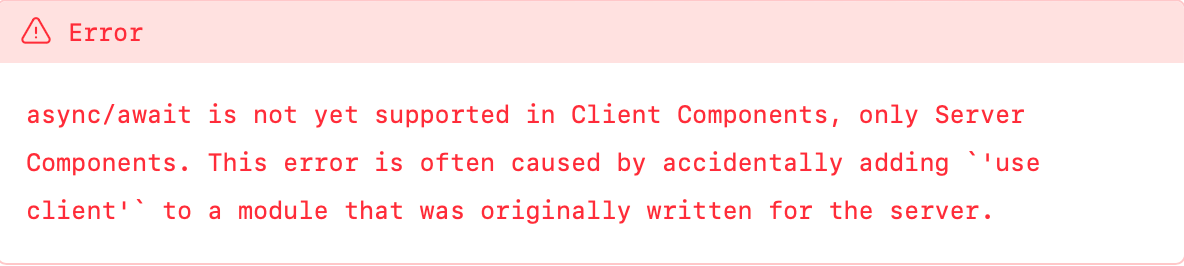 Error
async/await is not yet supported in Client Components, only Server
Components. This error is often caused by accidentally adding `'use
client'` to a module that was originally written for the server.